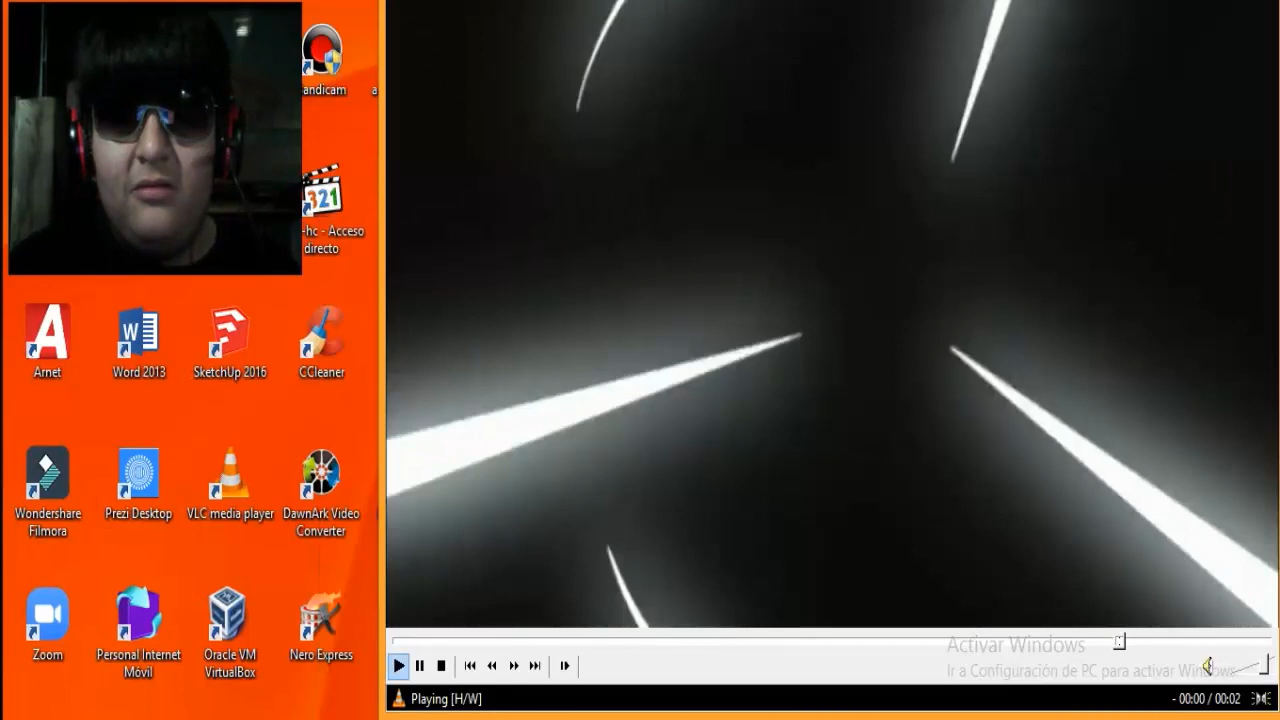 andicam
a
321
-hc - Acceso
directo
A
Arnet
W
Word 2013
SketchUp 2016
CCleaner
Wondershare
Filmora
Prezi Desktop
VLC media player
DawnArk Video
Converter
Zoom
Personal Internet
Móvil
Oracle VM
VirtualBox
Nero Express
Activar Windows
Ir a Configuración de PC para activar Windows.
Playing [H/W]
- 00:00 / 00:02